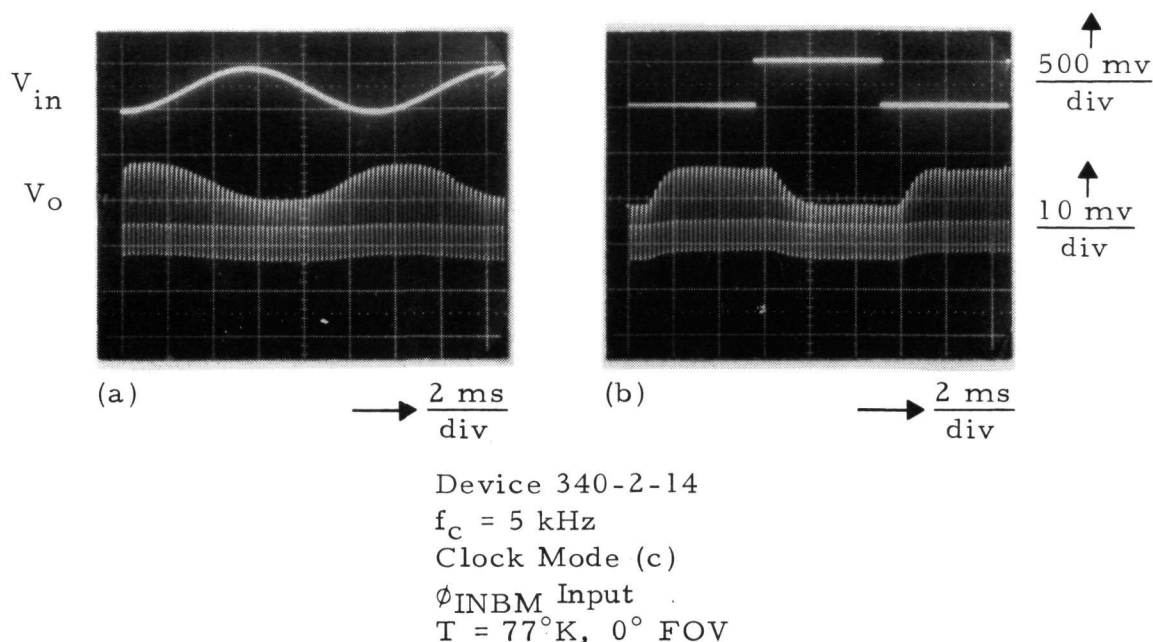 V_in
V_o
500 mv
div
10 mv
div
(a)
2 ms
div
(b)
2 ms
div
Device 340-2-14
f_c = 5 kHz
Clock Mode (c)
ϕ_INBM Input
T = 77°K, 0° FOV